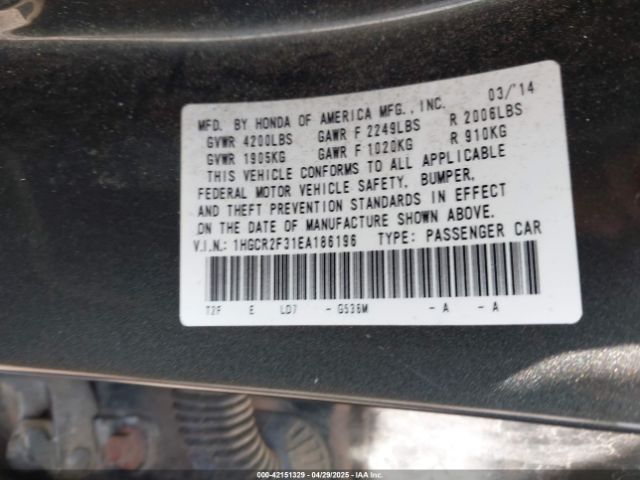 MFD. BY HONDA OF AMERICA MFG., INC. 03/'14
GVWR 4200LBS GAWR F 2249LBS R 2006LBS
GVWR 1905KG GAWR F 1020KG R 910KG
THIS VEHICLE CONFORMS TO ALL APPLICABLE
FEDERAL MOTOR VEHICLE SAFETY, BUMPER,
AND THEFT PREVENTION STANDARDS IN EFFECT
ON THE DATE OF MANUFACTURE SHOWN ABOVE.
V.I.N.: 1HGCR2F31EA186196 TYPE: PASSENGER CAR
T2F E LD7 - G536M - A - A
000-42151329 04/29/2025 IAA Inc.